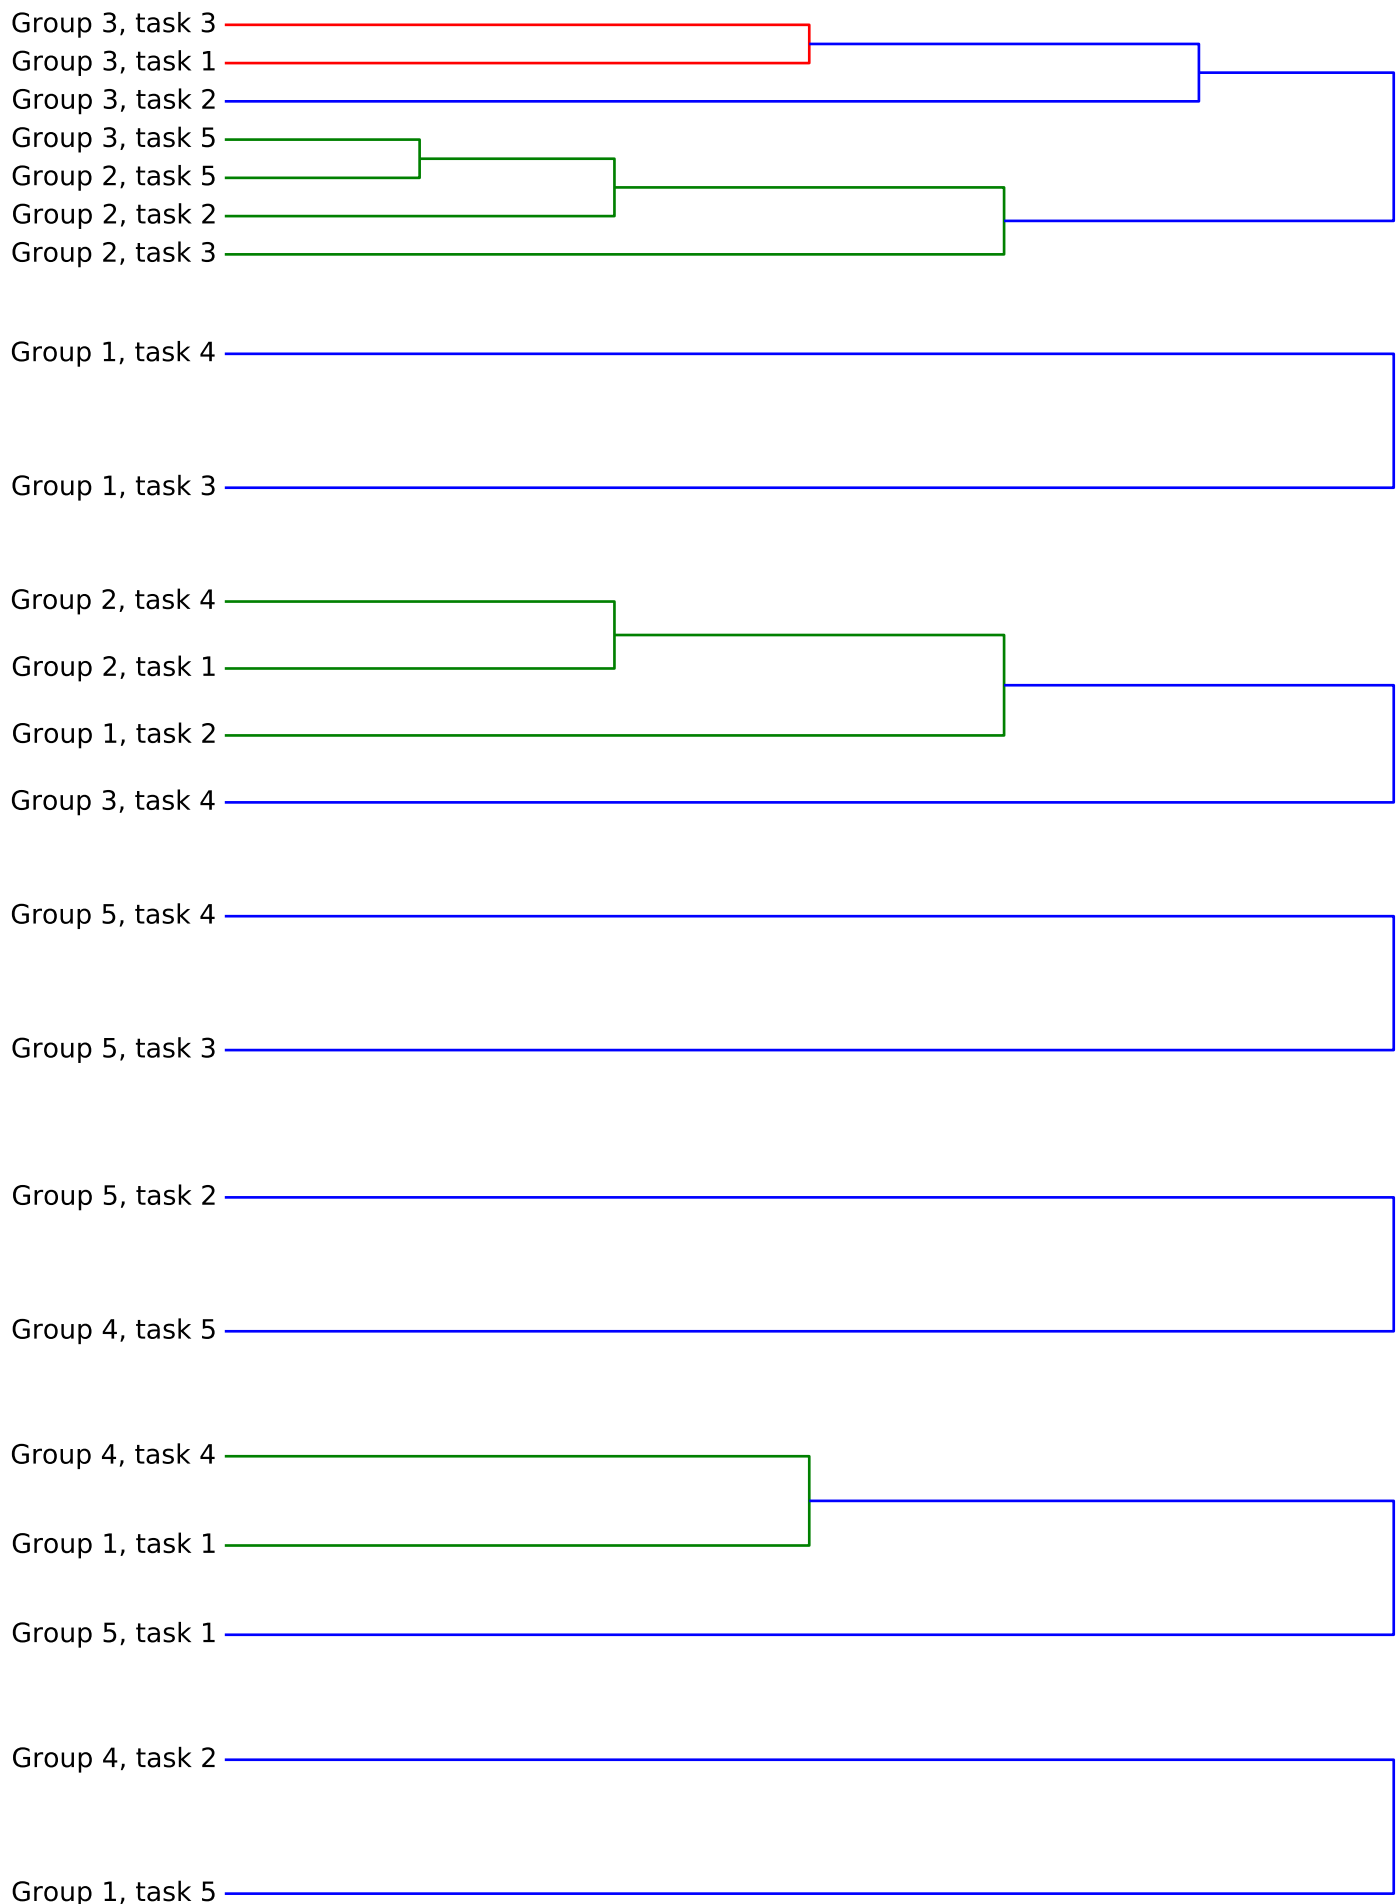 Group 3, task 3
Group 3, task 1
Group 3, task 2
Group 3, task 5
Group 2, task 5
Group 2, task 2
Group 2, task 3
Group 1, task 4
Group 1, task 3
Group 2, task 4
Group 2, task 1
Group 1, task 2
Group 3, task 4
Group 5, task 4
Group 5, task 3
Group 5, task 2
Group 4, task 5
Group 4, task 4
Group 1, task 1
Group 5, task 1
Group 4, task 2
Group 1, task 5